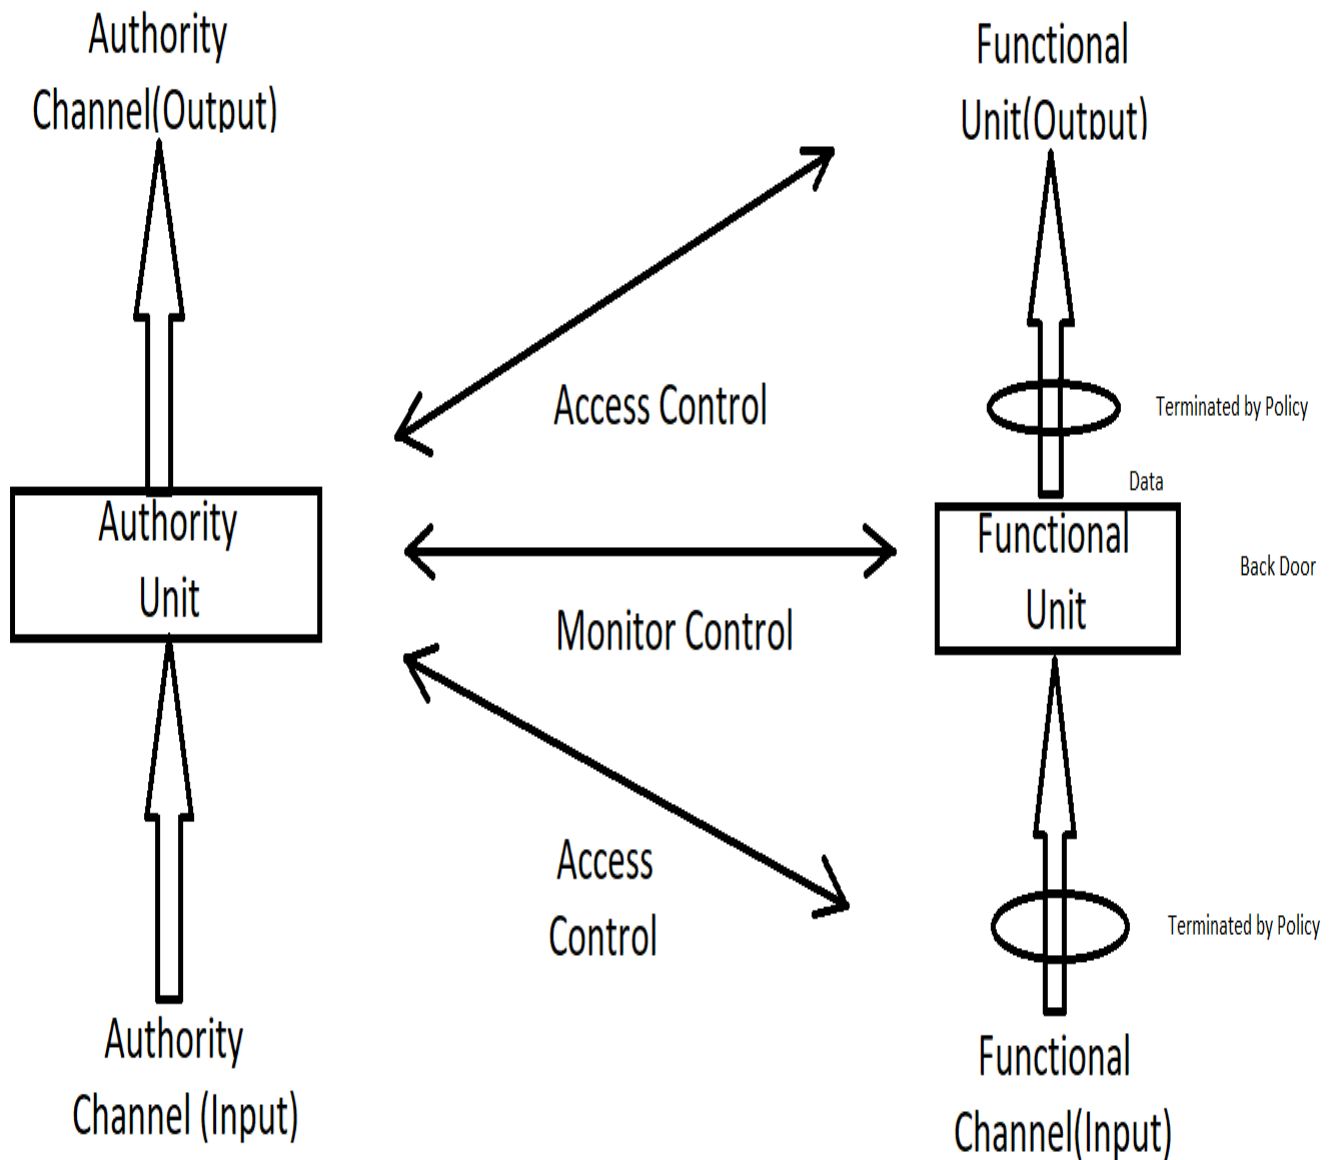 Authority
Channel(Output)
Functional
Unit(Output)
Access Control
Terminated by Policy
Data
Authority
Unit
Functional
Unit
Back Door
Monitor Control
Access
Control
Terminated by Policy
Authority
Channel (Input)
Functional
Channel(Input)